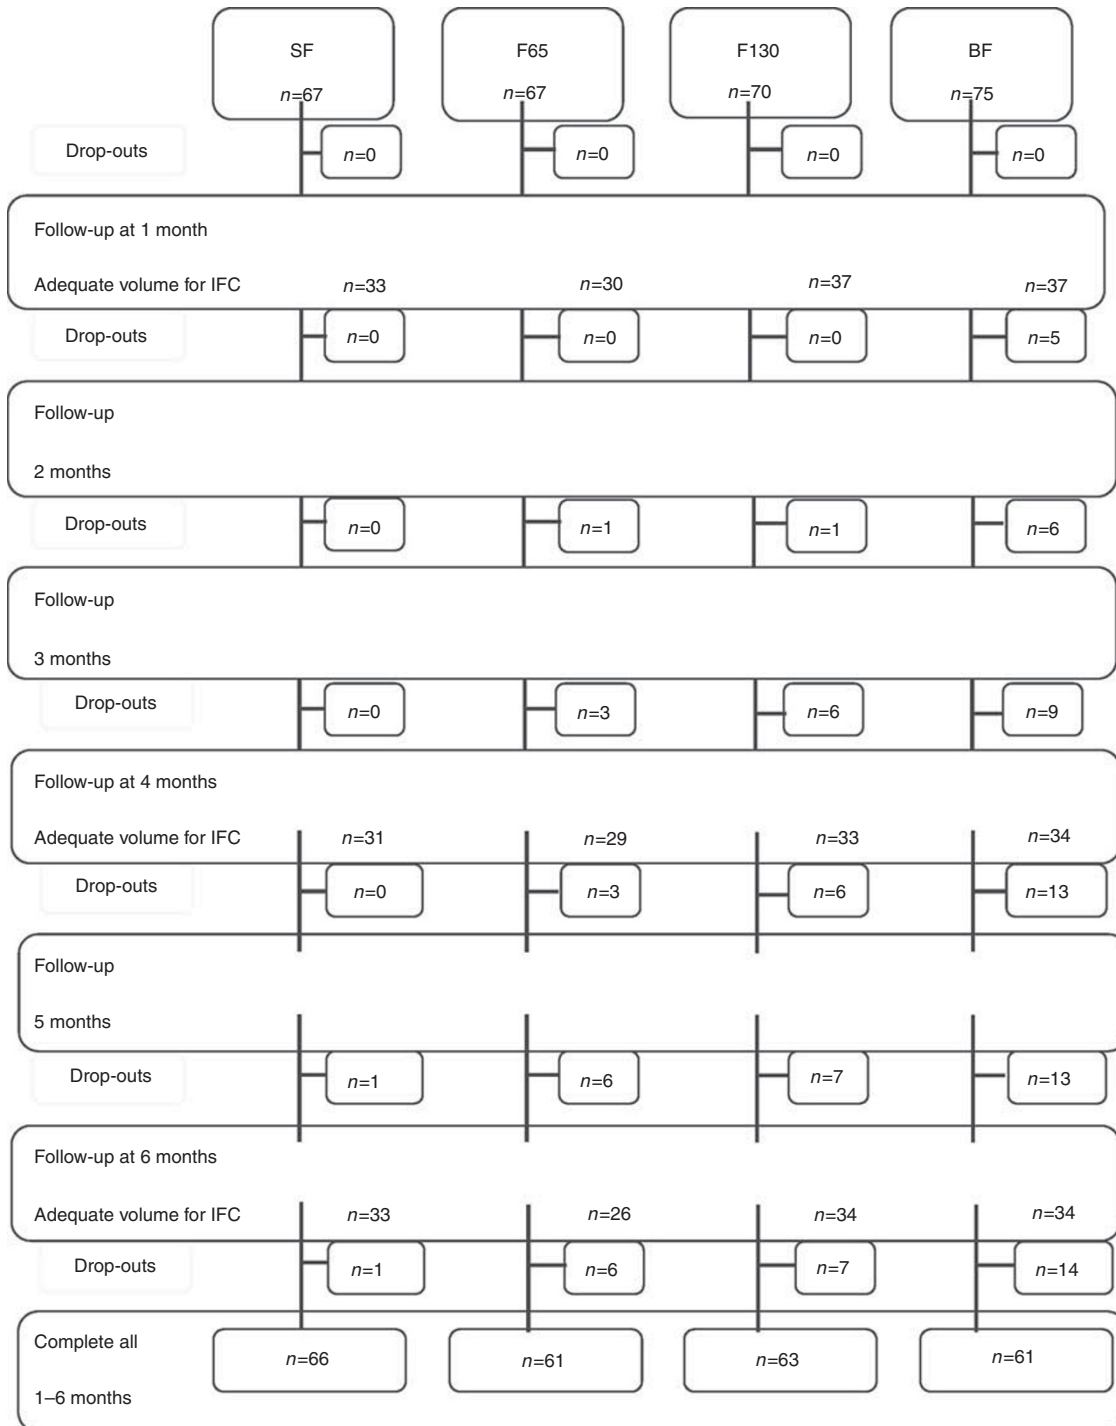 SF F65 F130 BF
n=67 n=67 n=70 n=75
Drop-outs n=0 n=0 n=0 n=0
Follow-up at 1 month
Adequate volume for IFC n=33 n=30 n=37 n=37
Drop-outs n=0 n=0 n=0 n=5
Follow-up
2 months
Drop-outs n=0 n=1 n=1 n=6
Follow-up
3 months
Drop-outs n=0 n=3 n=6 n=9
Follow-up at 4 months
Adequate volume for IFC n=31 n=29 n=33 n=34
Drop-outs n=0 n=3 n=6 n=13
Follow-up
5 months
Drop-outs n=1 n=6 n=7 n=13
Follow-up at 6 months
Adequate volume for IFC n=33 n=26 n=34 n=34
Drop-outs n=1 n=6 n=7 n=14
Complete all n=66 n=61 n=63 n=61
1–6 months